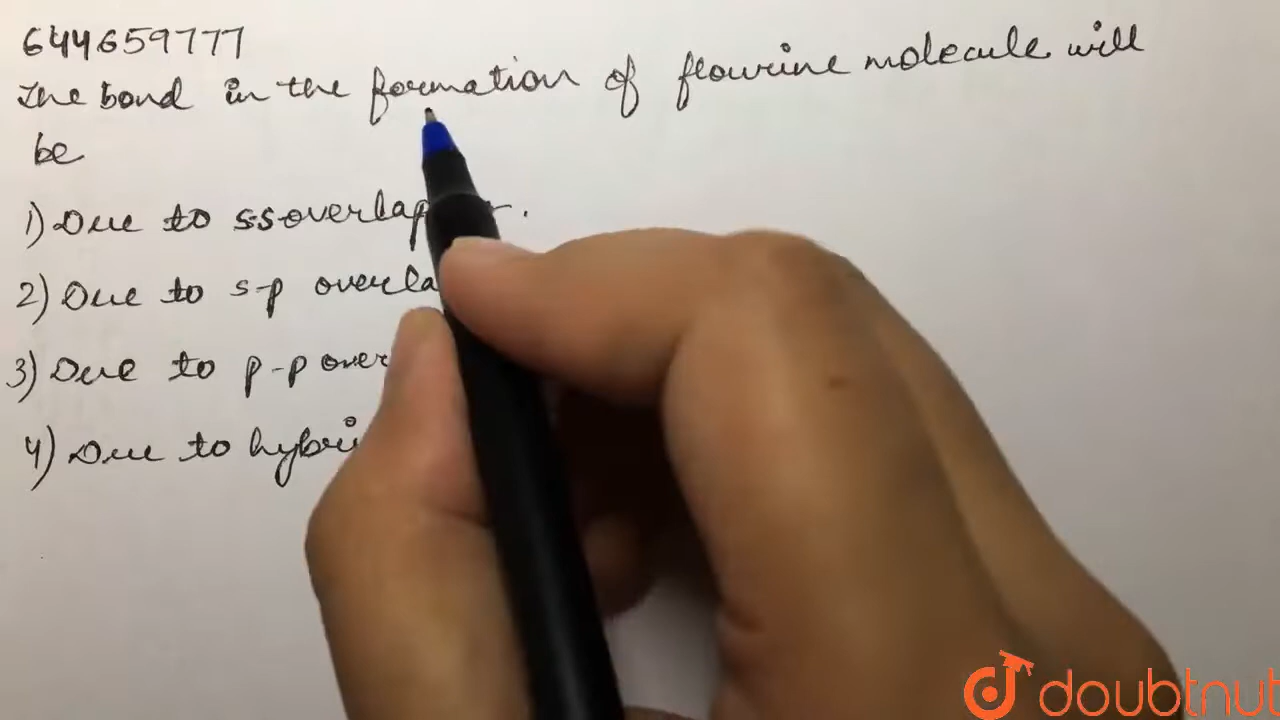 644659777
The bond in the formation of flourine molecule will
be
1) Due to s-s overlap
2) Due to s-p overla
3) Due to p-p over
4) Due to hybri
doubtnut